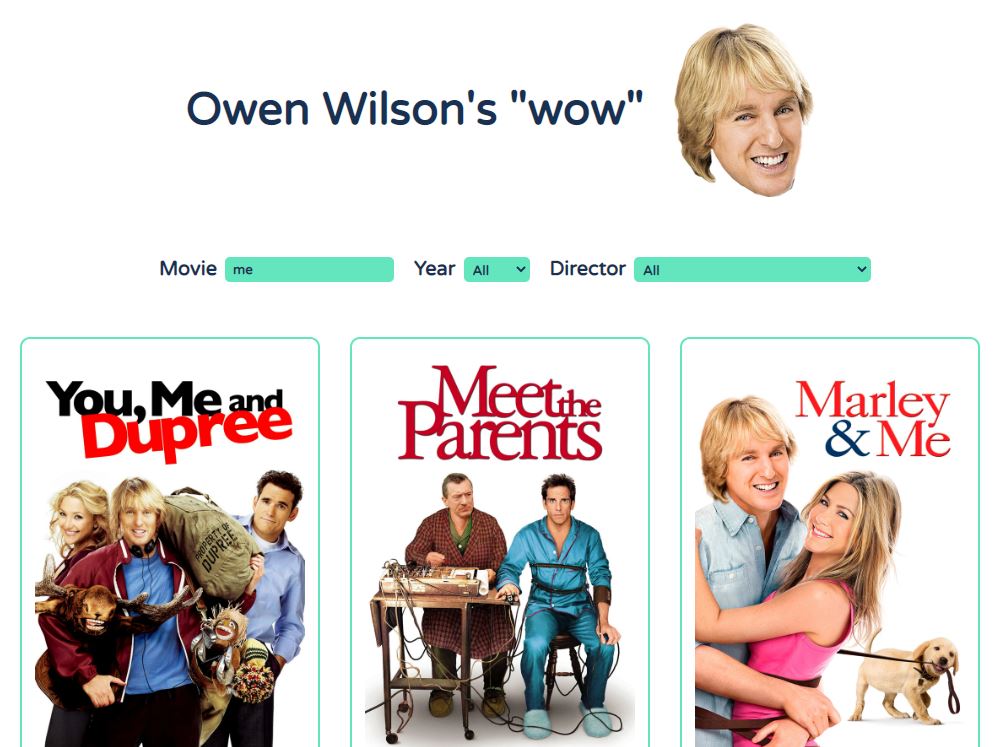 Owen Wilson's "wow"
Movie me Year All Director All
You, Me and
Dupree
PROPERTY OF
DUPREE
Meet the
Parents
Marley
& Me